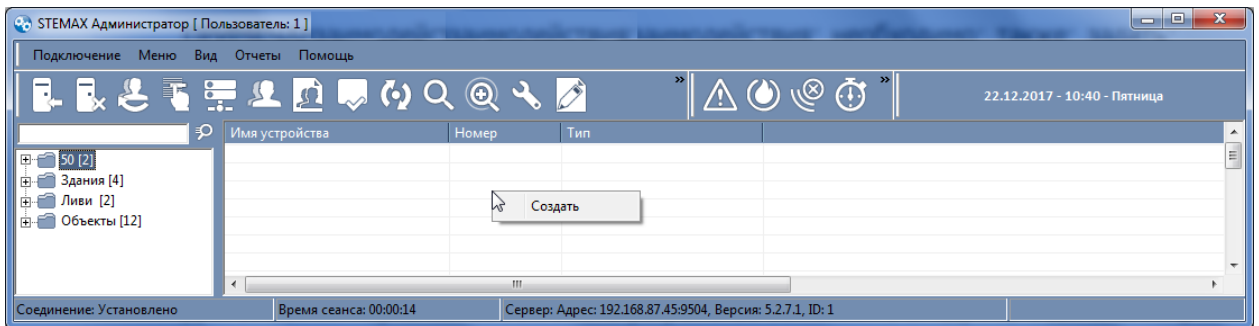 STEMAX Администратор [ Пользователь: 1 ]
Подключение Меню Вид Отчеты Помощь
22.12.2017 - 10:40 - Пятница
Имя устройства Номер Тип
50 [2]
Здания [4]
Ливи [2]
Создать
Объекты [12]
Соединение: Установлено Время сеанса: 00:00:14 Сервер: Адрес: 192.168.87.45:9504, Версия: 5.2.7.1, ID: 1